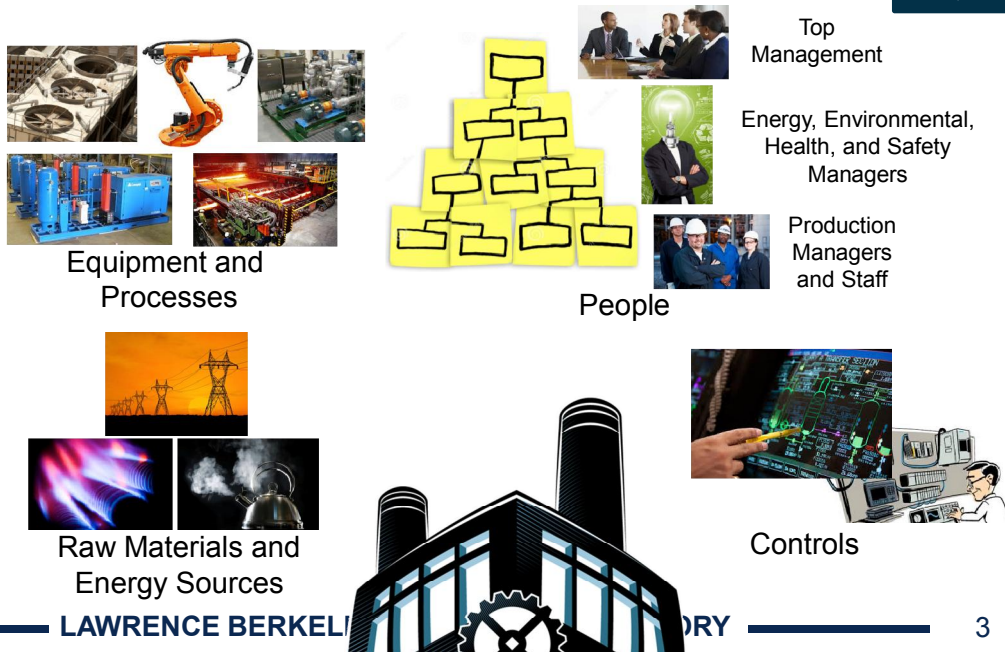 Top
Management
Energy, Environmental,
Health, and Safety
Managers
Production
Managers
and Staff
Equipment and
Processes
People
Raw Materials and
Energy Sources
Controls
LAWRENCE BERKEL
ORY
3